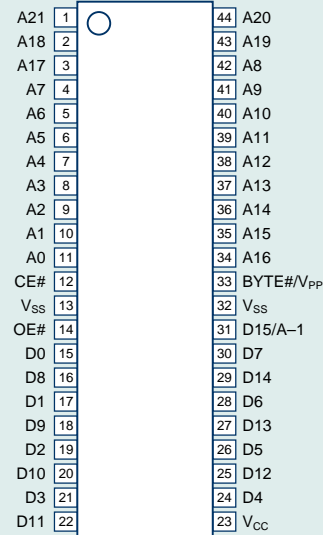 A21 1 44 A20
A18 2 43 A19
A17 3 42 A8
A7 4 41 A9
A6 5 40 A10
A5 6 39 A11
A4 7 38 A12
A3 8 37 A13
A2 9 36 A14
A1 10 35 A15
A0 11 34 A16
CE# 12 33 BYTE#/VPP
VSS 13 32 VSS
OE# 14 31 D15/A–1
D0 15 30 D7
D8 16 29 D14
D1 17 28 D6
D9 18 27 D13
D2 19 26 D5
D10 20 25 D12
D3 21 24 D4
D11 22 23 VCC